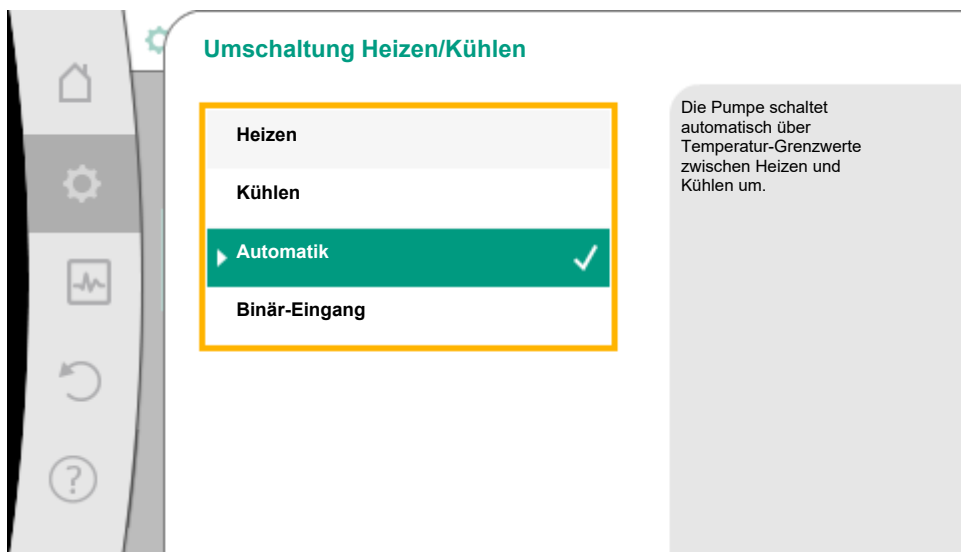 Umschaltung Heizen/Kühlen
Heizen
Kühlen
Automatik
Binär-Eingang
Die Pumpe schaltet
automatisch über
Temperatur-Grenzwerte
zwischen Heizen und
Kühlen um.
?